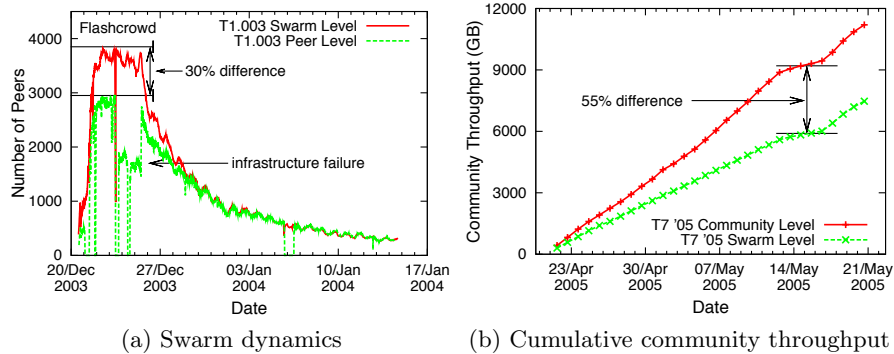 Flashcrowd
T1.003 Swarm Level
T1.003 Peer Level
30% difference
infrastructure failure
Number of Peers
4000
3000
2000
1000
0
20/Dec 2003
27/Dec 2003
03/Jan 2004
10/Jan 2004
17/Jan 2004
Date
(a) Swarm dynamics
Community Throughput (GB)
12000
9000
6000
3000
0
55% difference
T7 '05 Community Level
T7 '05 Swarm Level
23/Apr 2005
30/Apr 2005
07/May 2005
14/May 2005
21/May 2005
Date
(b) Cumulative community throughput